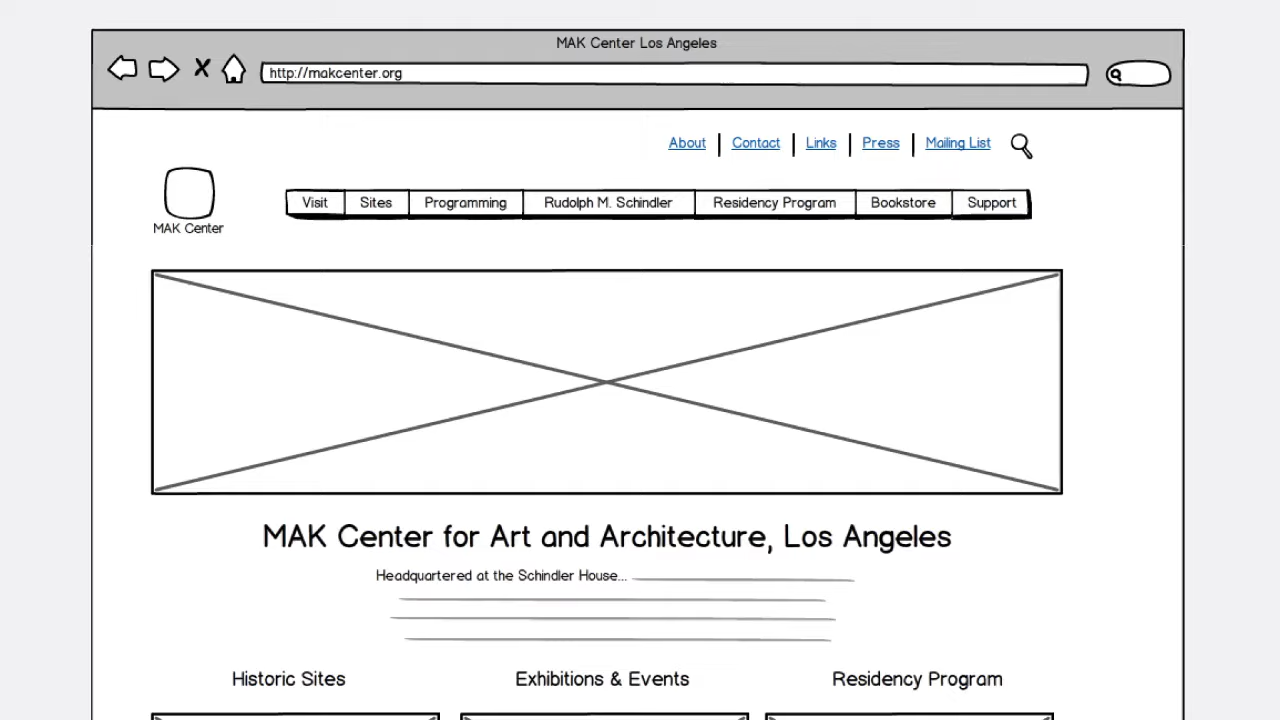 MAK Center Los Angeles
http://makcenter.org
About Contact Links Press Mailing List
MAK Center
Visit Sites Programming Rudolph M. Schindler Residency Program Bookstore Support
MAK Center for Art and Architecture, Los Angeles
Headquartered at the Schindler House...
Historic Sites Exhibitions & Events Residency Program